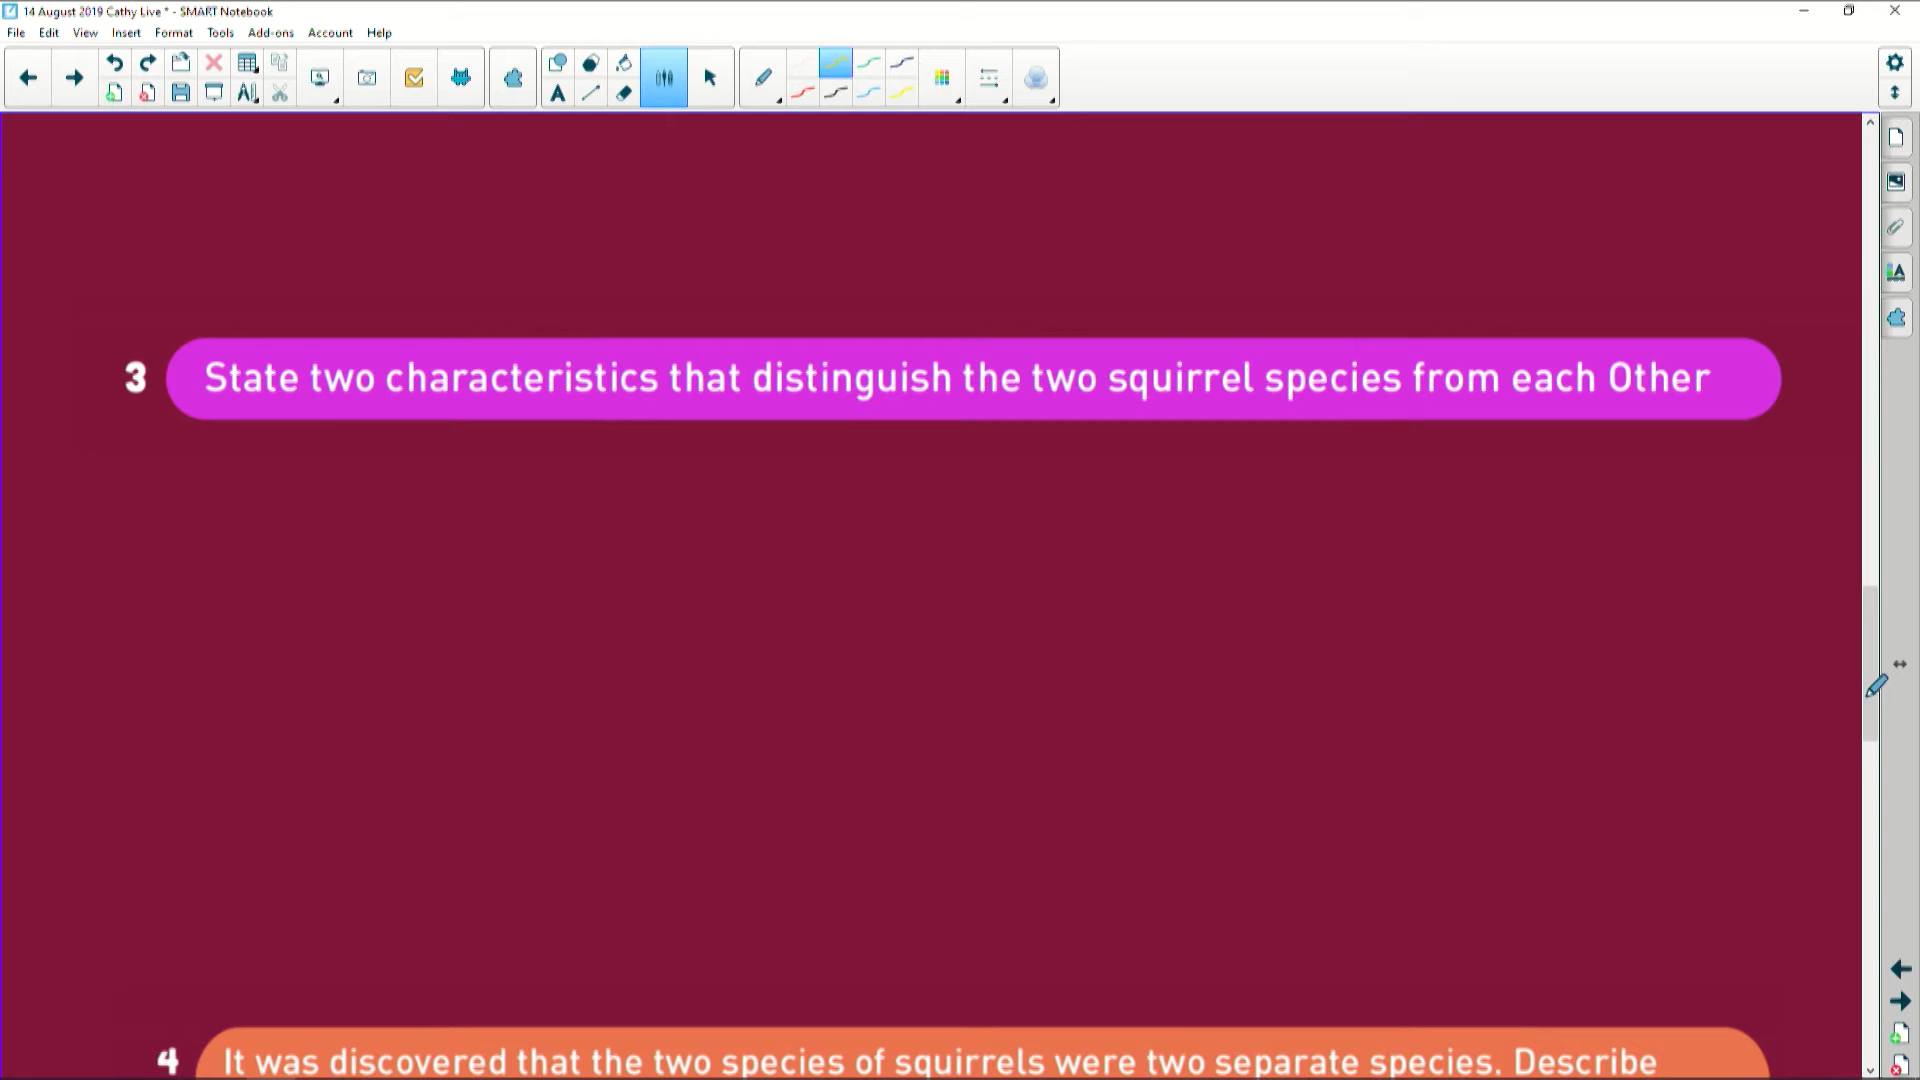 14 August 2019 Cathy Live * - SMART Notebook
File Edit View Insert Format Tools Add-ons Account Help
3 State two characteristics that distinguish the two squirrel species from each Other
4 It was discovered that the two species of squirrels were two separate species. Describe